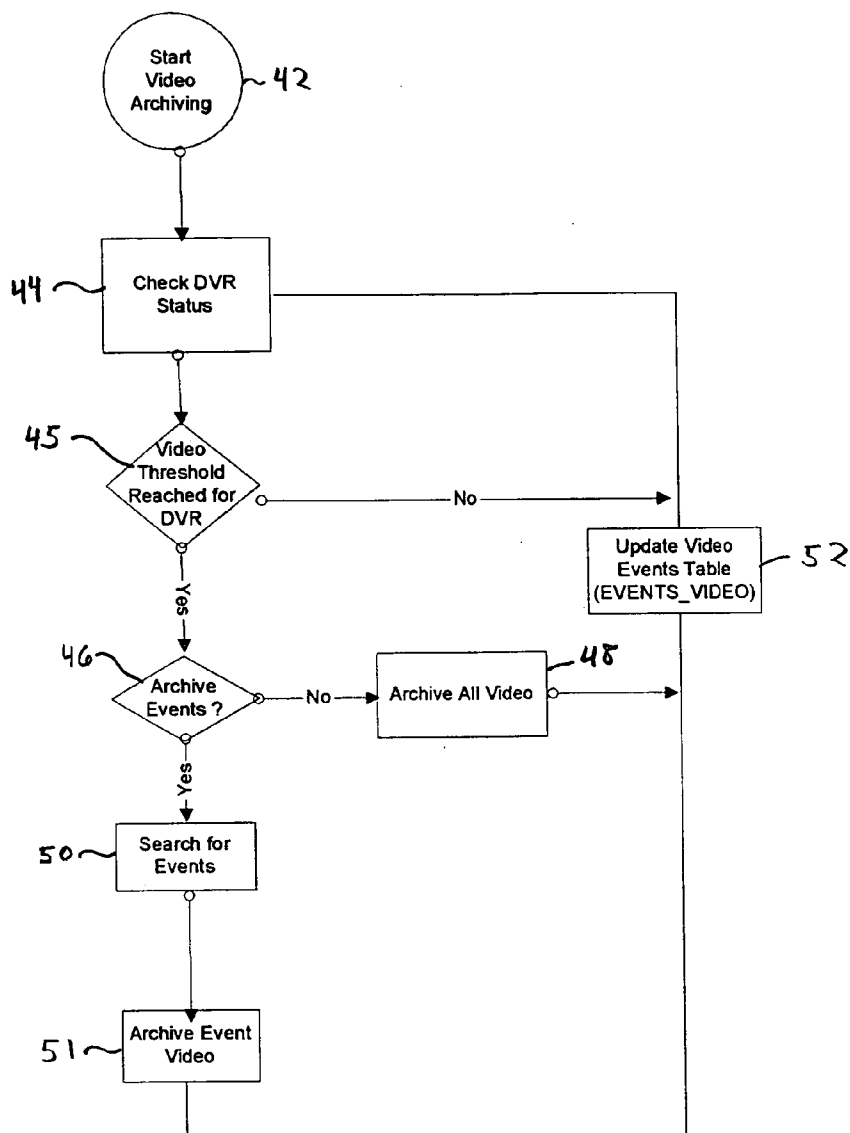 Start
Video
Archiving
42
44
Check DVR
Status
45
Video
Threshold
Reached for
DVR
No
Update Video
Events Table
(EVENTS_VIDEO)
52
Yes
46
Archive
Events ?
No
Archive All Video
48
Yes
50
Search for
Events
51
Archive Event
Video